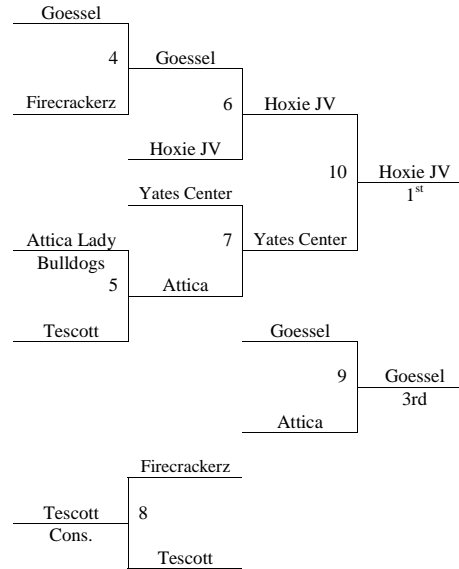 Goessel
4
Goessel
Firecrackerz
6
Hoxie JV
Hoxie JV
10
Hoxie JV
1st
Yates Center
Attica Lady
Bulldogs
7
Yates Center
5
Attica
Tescott
Goessel
9
Goessel
3rd
Attica
Firecrackerz
Tescott
Cons.
8
Tescott